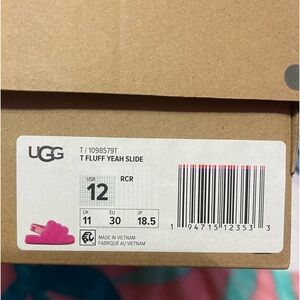 UGG
T / 1098579T
T FLUFF YEAH SLIDE
USA
12
RCR
UK
11
EU
30
JP
18.5
MADE IN VIETNAM
FABRIQUÉ AU VIETNAM
1 94715 12353 3